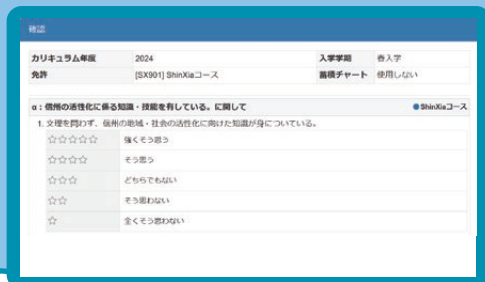 確認
カリキュラム年度 2024 入学学期 春入学
免許 [SX901] ShinXiaコース 蓄積チャート 使用しない
α：信州の活性化に係る知識・技能を有している。に関して ●ShinXiaコース
1. 文理を問わず、信州の地域・社会の活性化に向けた知識が身についている。
☆☆☆☆☆ 強くそう思う
☆☆☆☆ そう思う
☆☆☆ どちらでもない
☆☆ そう思わない
☆ 全くそう思わない